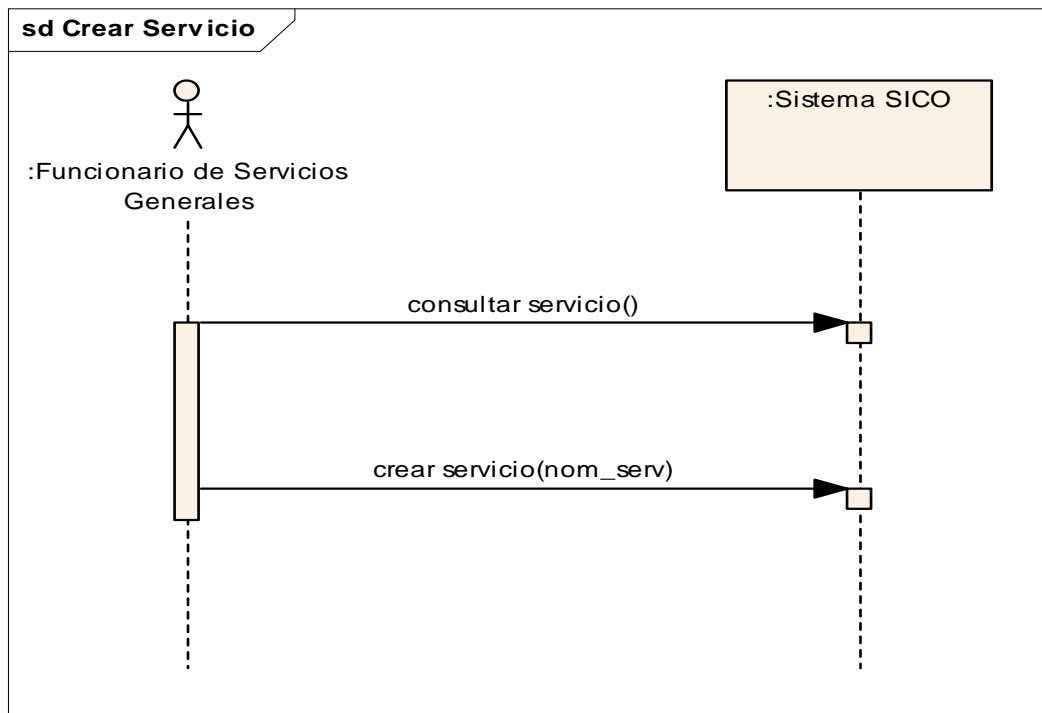 sd Crear Servicio
:Funcionario de Servicios
Generales
:Sistema SICO
consultar servicio()
crear servicio(nom_serv)